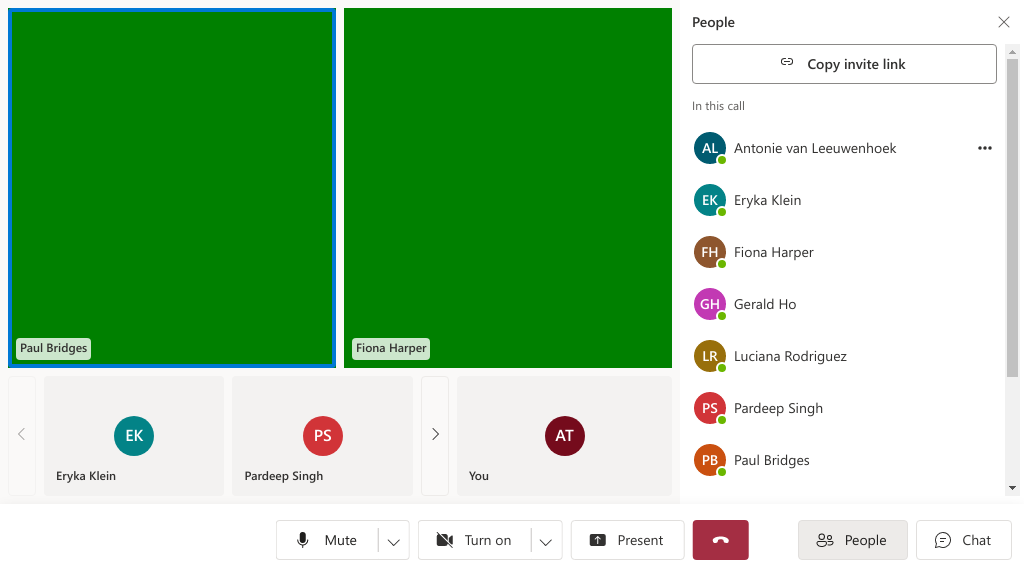 Paul Bridges
Fiona Harper
EK
Eryka Klein
PS
Pardeep Singh
AT
You
People
Copy invite link
In this call
AL Antonie van Leeuwenhoek
EK Eryka Klein
FH Fiona Harper
GH Gerald Ho
LR Luciana Rodriguez
PS Pardeep Singh
PB Paul Bridges
Mute
Turn on
Present
People
Chat